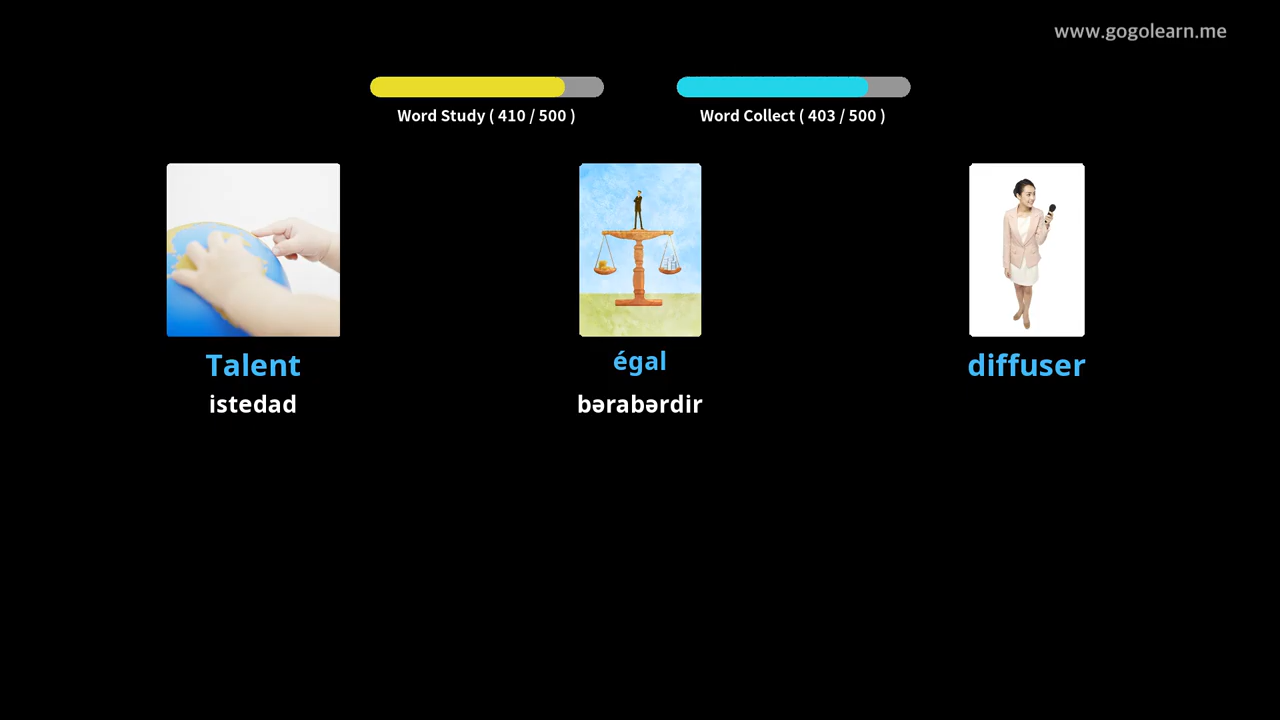 www.gogolearn.me
Word Study ( 410 / 500 )
Word Collect ( 403 / 500 )
Talent
istedad
égal
bərabərdir
diffuser